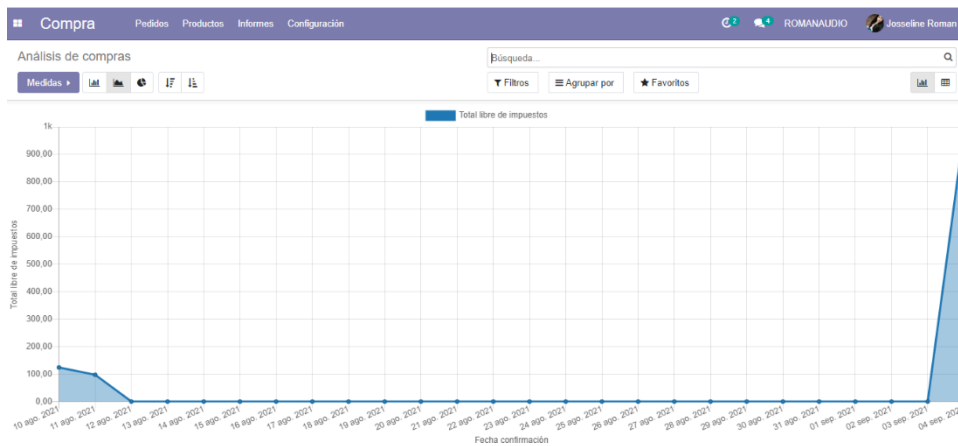 Compra Pedidos Productos Informes Configuración 2 4 ROMANAUDIO Josseline Roman
Análisis de compras
Búsqueda...
Medidas Filtros Agrupar por Favoritos
Total libre de impuestos
1k
900,00
800,00
700,00
600,00
500,00
400,00
300,00
200,00
100,00
0,00
Total libre de impuestos
10 ago. 2021 11 ago. 2021 12 ago. 2021 13 ago. 2021 14 ago. 2021 15 ago. 2021 16 ago. 2021 17 ago. 2021 18 ago. 2021 19 ago. 2021 20 ago. 2021 21 ago. 2021 22 ago. 2021 23 ago. 2021 24 ago. 2021 25 ago. 2021 26 ago. 2021 27 ago. 2021 28 ago. 2021 29 ago. 2021 30 ago. 2021 31 ago. 2021 01 sep. 2021 02 sep. 2021 03 sep. 2021 04 sep. 202
Fecha confirmación